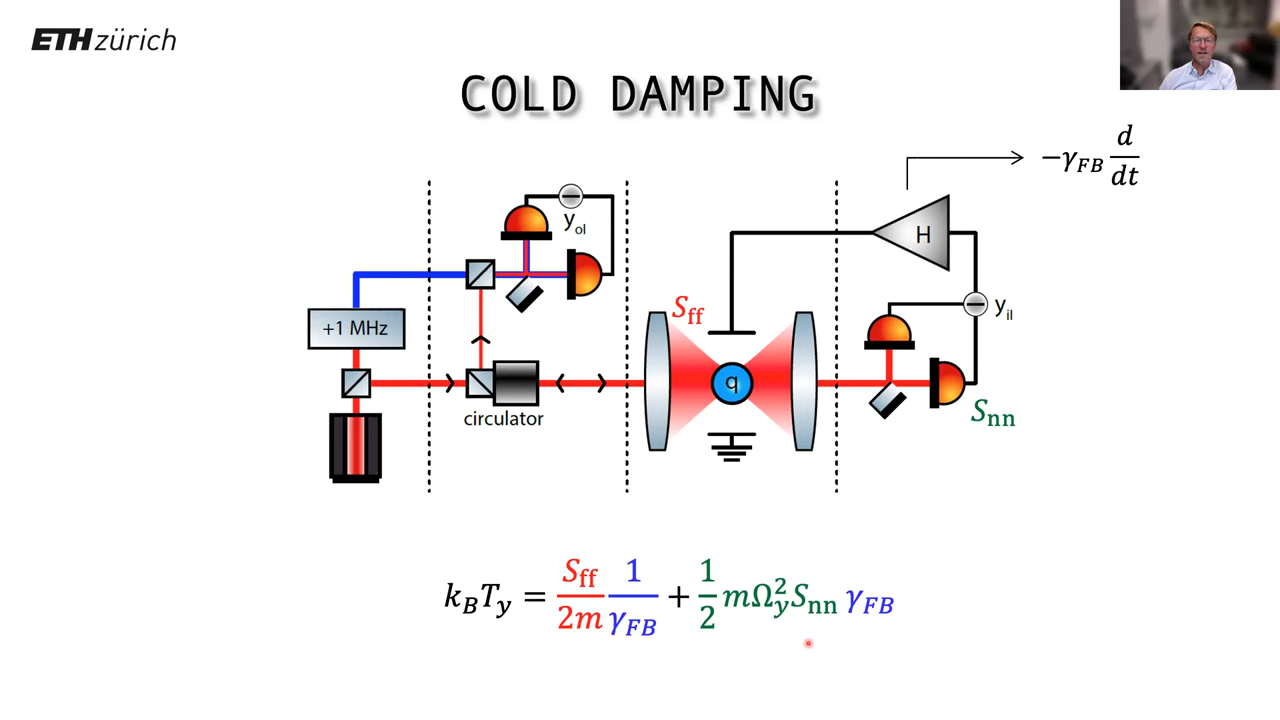 ETH zürich
COLD DAMPING
−γ_FB d/dt
y_ol
H
+1 MHz
S_ff
y_il
q
circulator
S_nn
k_B T_y = S_ff/2m 1/γ_FB + 1/2 mΩ_y^2 S_nn γ_FB